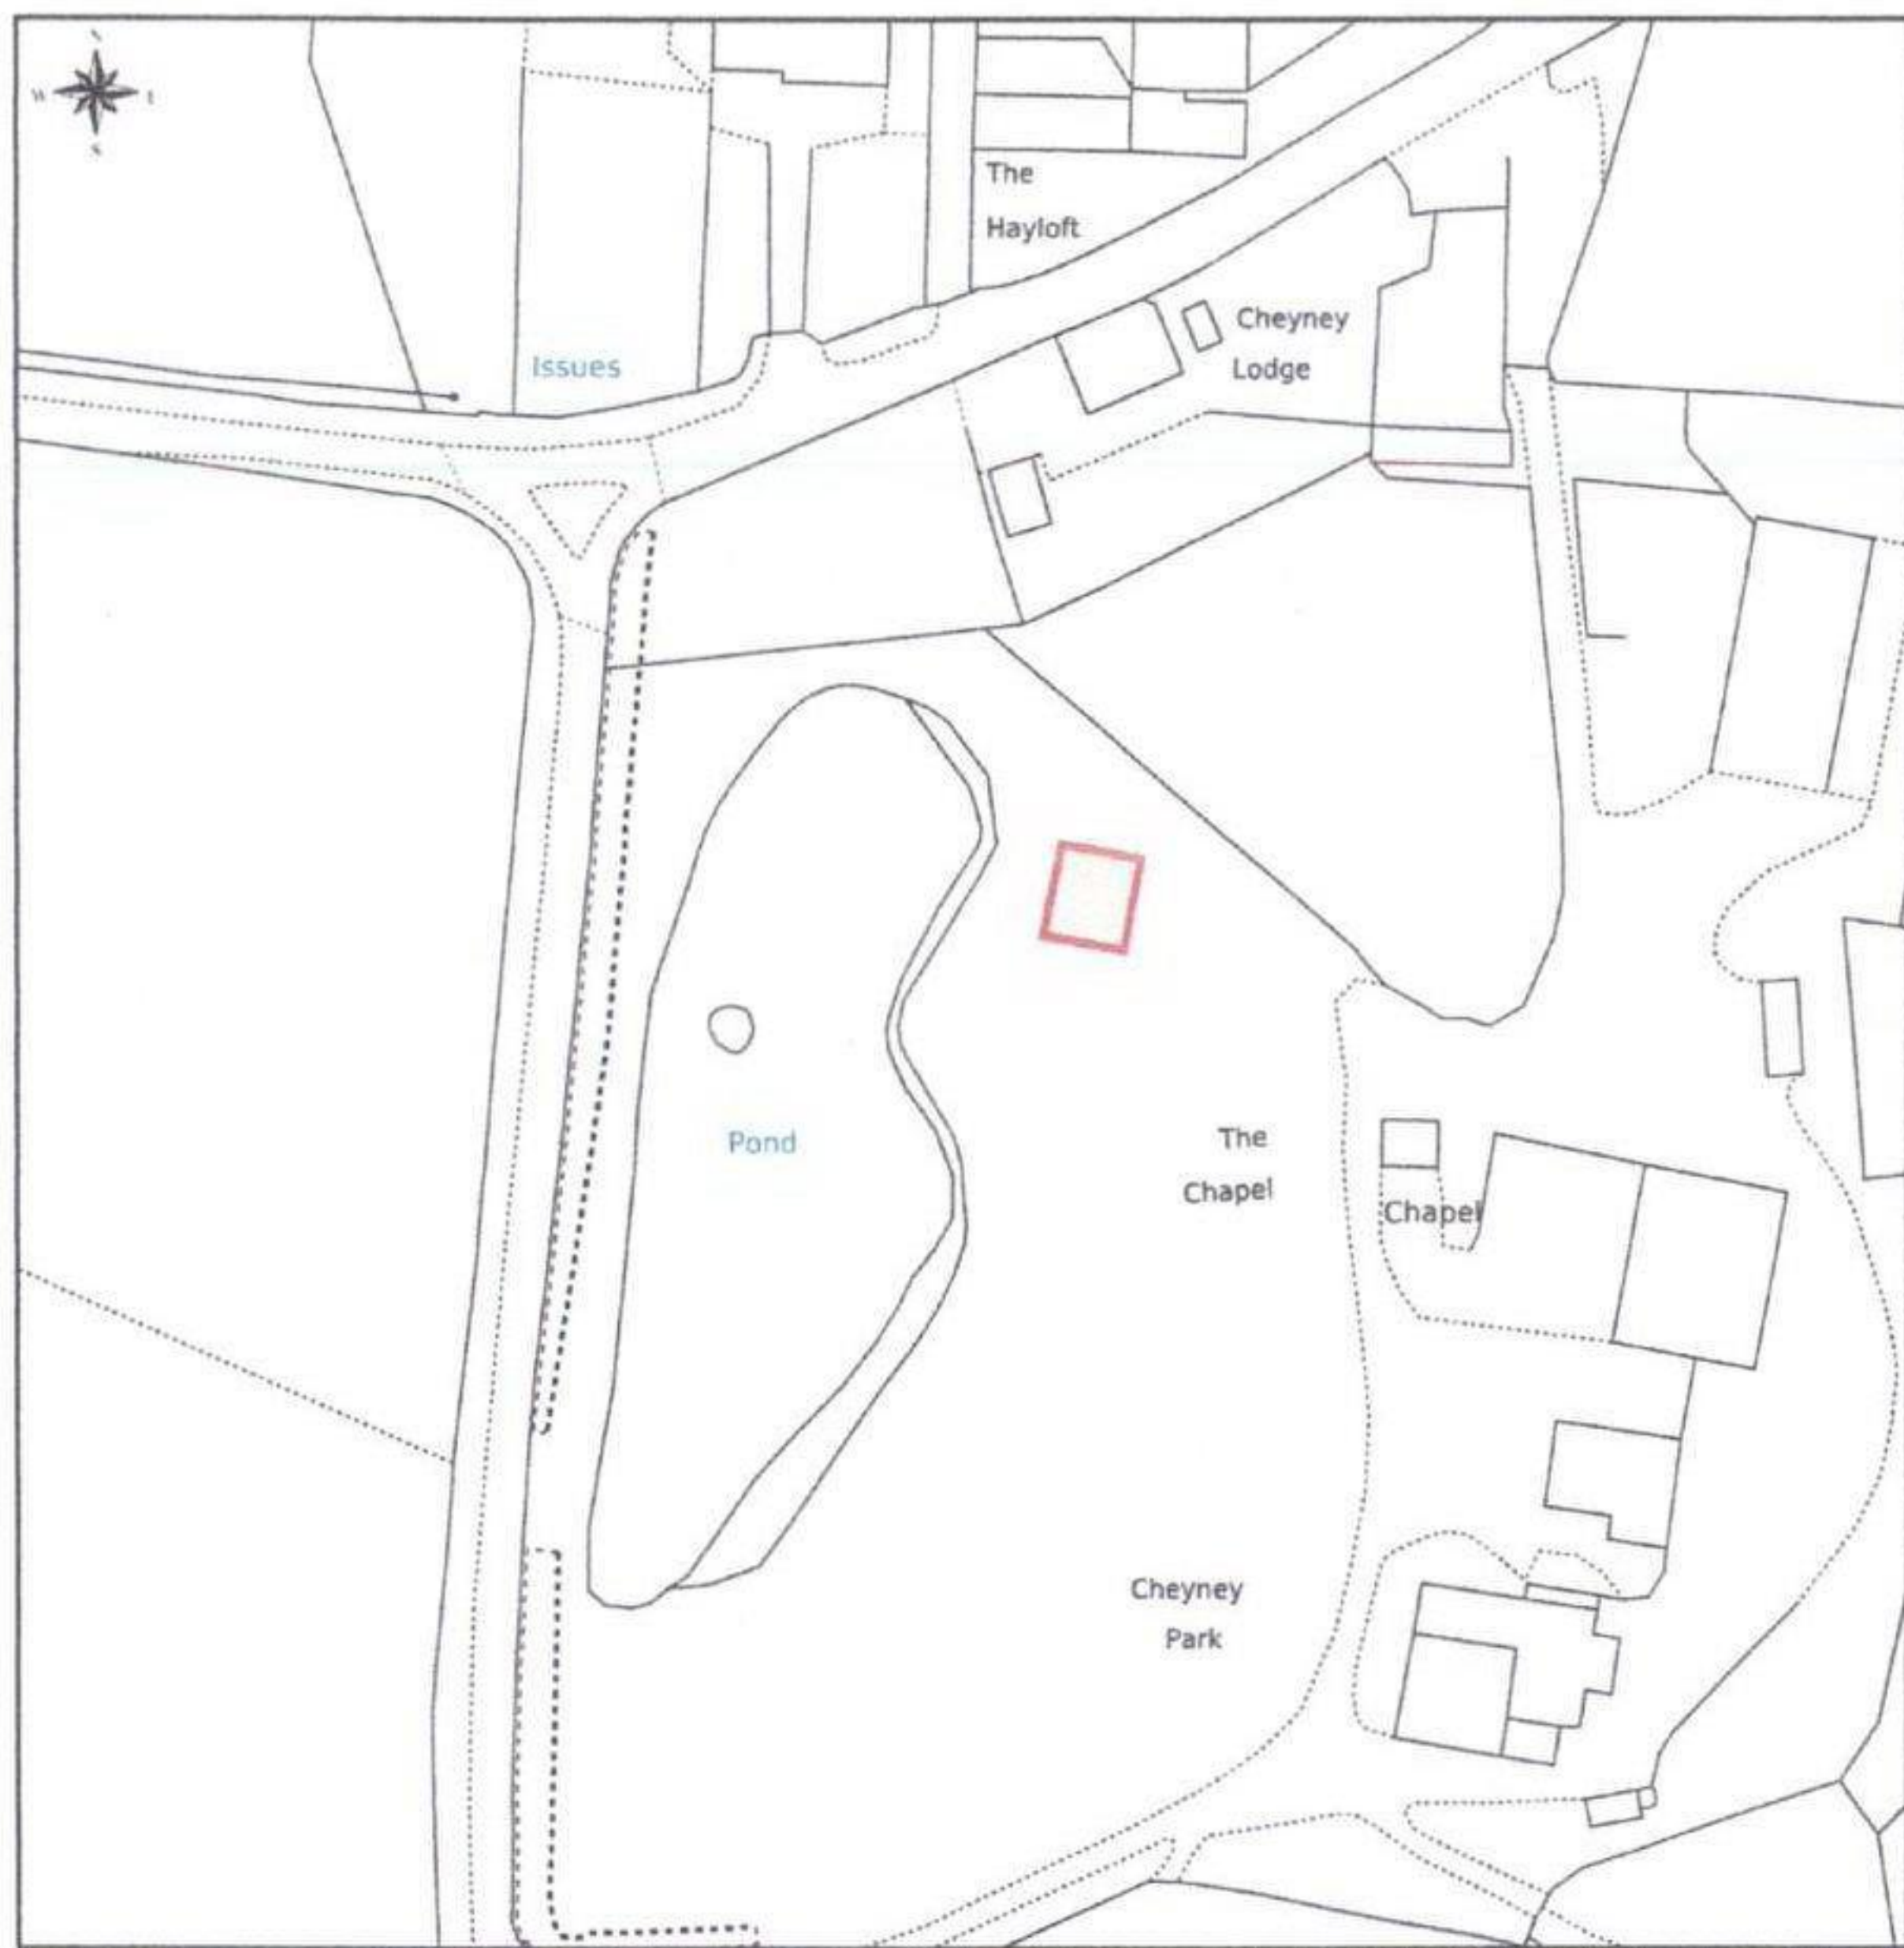 W
The
Hayloft
Cheyney
Lodge
Issues
Pond
The
Chapel
Chapel
Cheyney
Park